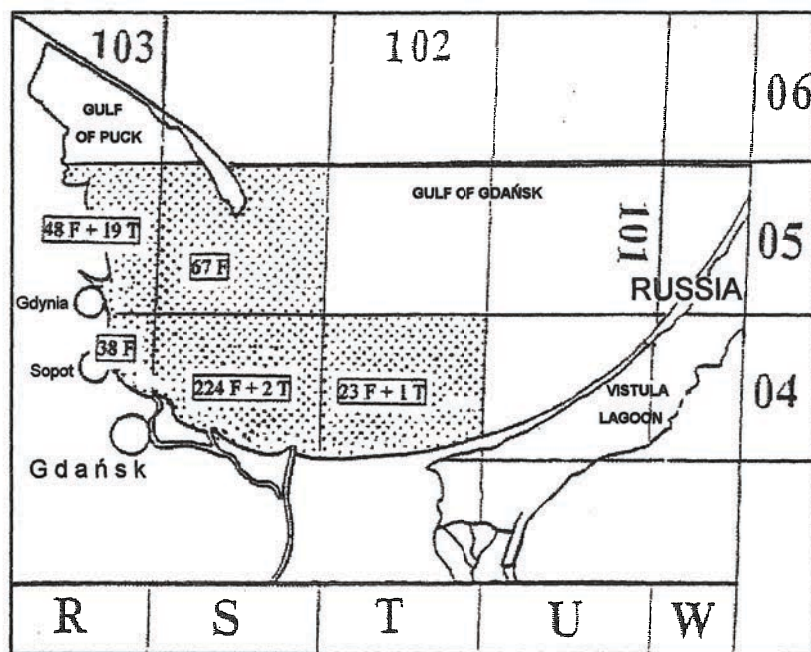 103
102
06
GULF
OF PUCK
GULF OF GDAŃSK
48 F + 19 T
67 F
101
05
RUSSIA
Gdynia
38 F
Sopot
224 F + 2 T
23 F + 1 T
VISTULA
LAGOON
04
Gdańsk
R S T U W